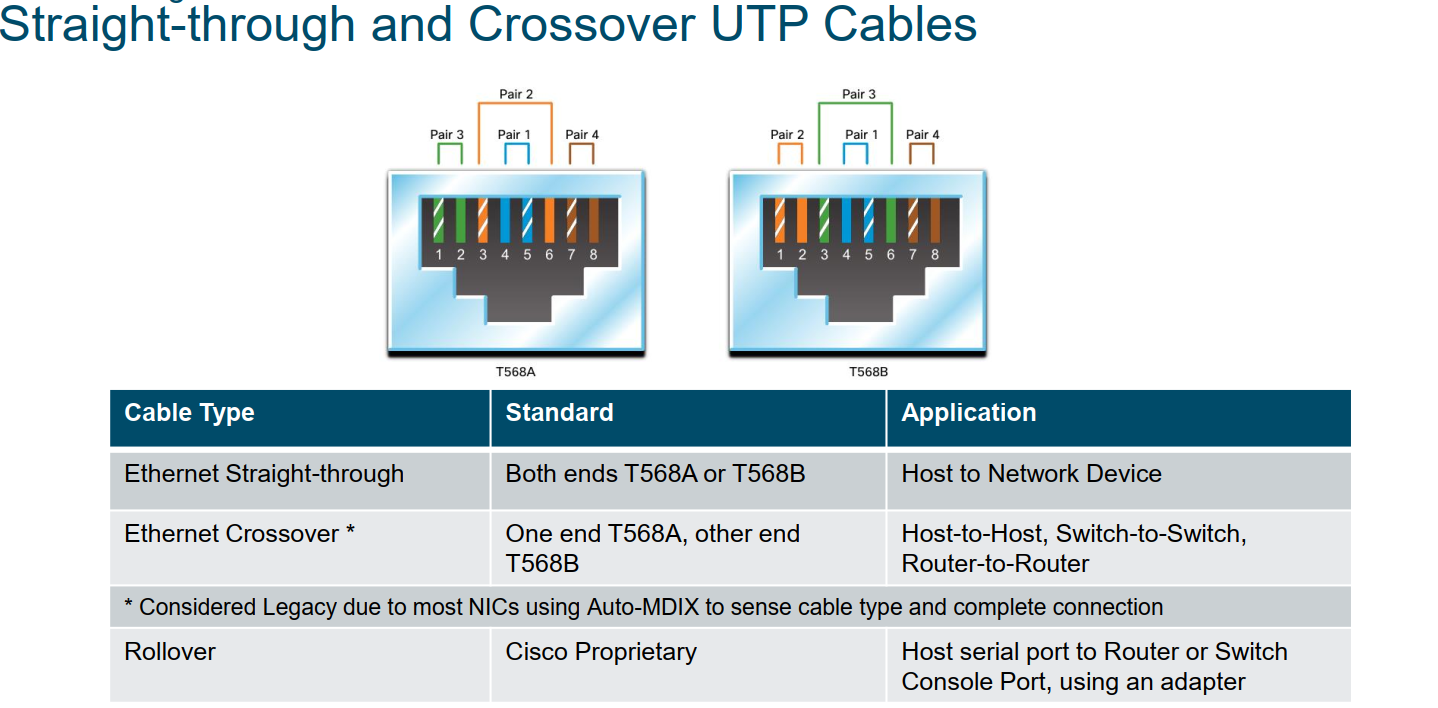 Straight-through and Crossover UTP Cables
Pair 2
Pair 3 Pair 1 Pair 4
1 2 3 4 5 6 7 8
T568A
Pair 3
Pair 2 Pair 1 Pair 4
1 2 3 4 5 6 7 8
T568B
Cable Type Standard Application
Ethernet Straight-through Both ends T568A or T568B Host to Network Device
Ethernet Crossover * One end T568A, other end T568B Host-to-Host, Switch-to-Switch, Router-to-Router
* Considered Legacy due to most NICs using Auto-MDIX to sense cable type and complete connection
Rollover Cisco Proprietary Host serial port to Router or Switch Console Port, using an adapter